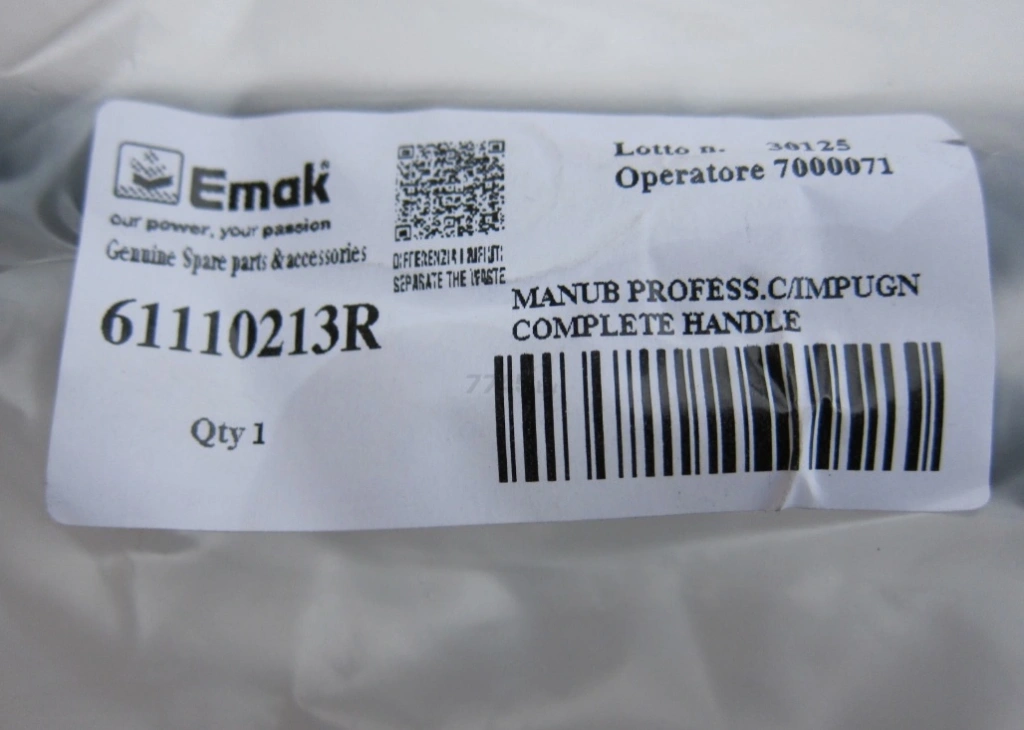 Emak®
our power, your passion
Genuine Spare parts & accessories
61110213R
Qty 1
DIFFERENZIA I RIFIUTI
SEPARATE THE WASTE
Lotto n. 30125
Operatore 7000071
MANUB PROFESS.C/IMPUGN
COMPLETE HANDLE